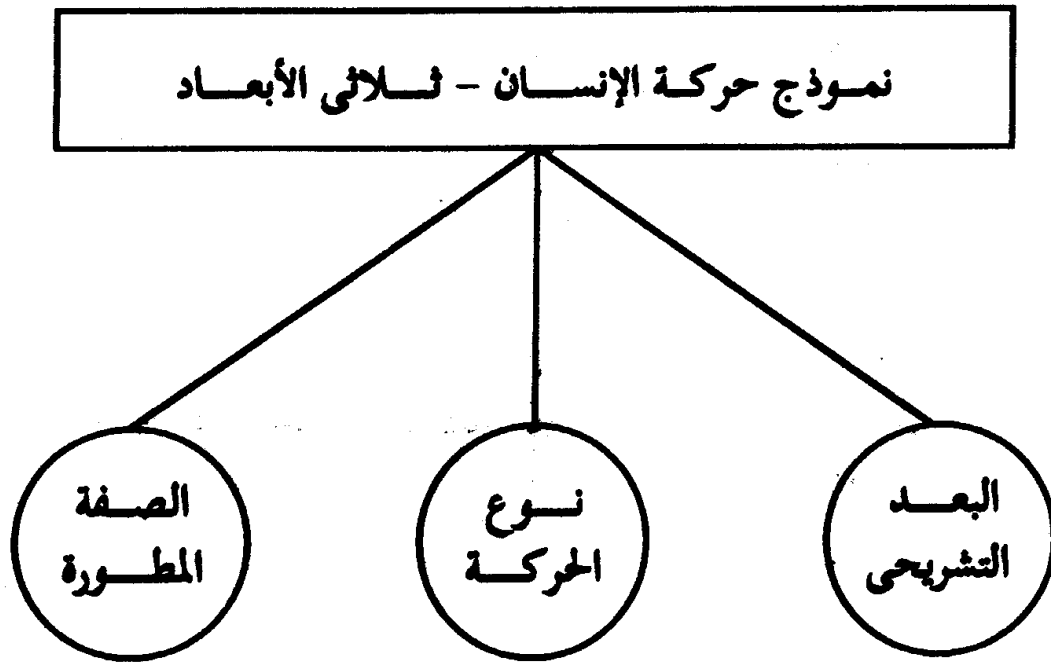 نموذج حركة الإنسان - ثلاثى الأبعاد
البعد
التشريحى
نوع
الحركة
الصفة
المطورة